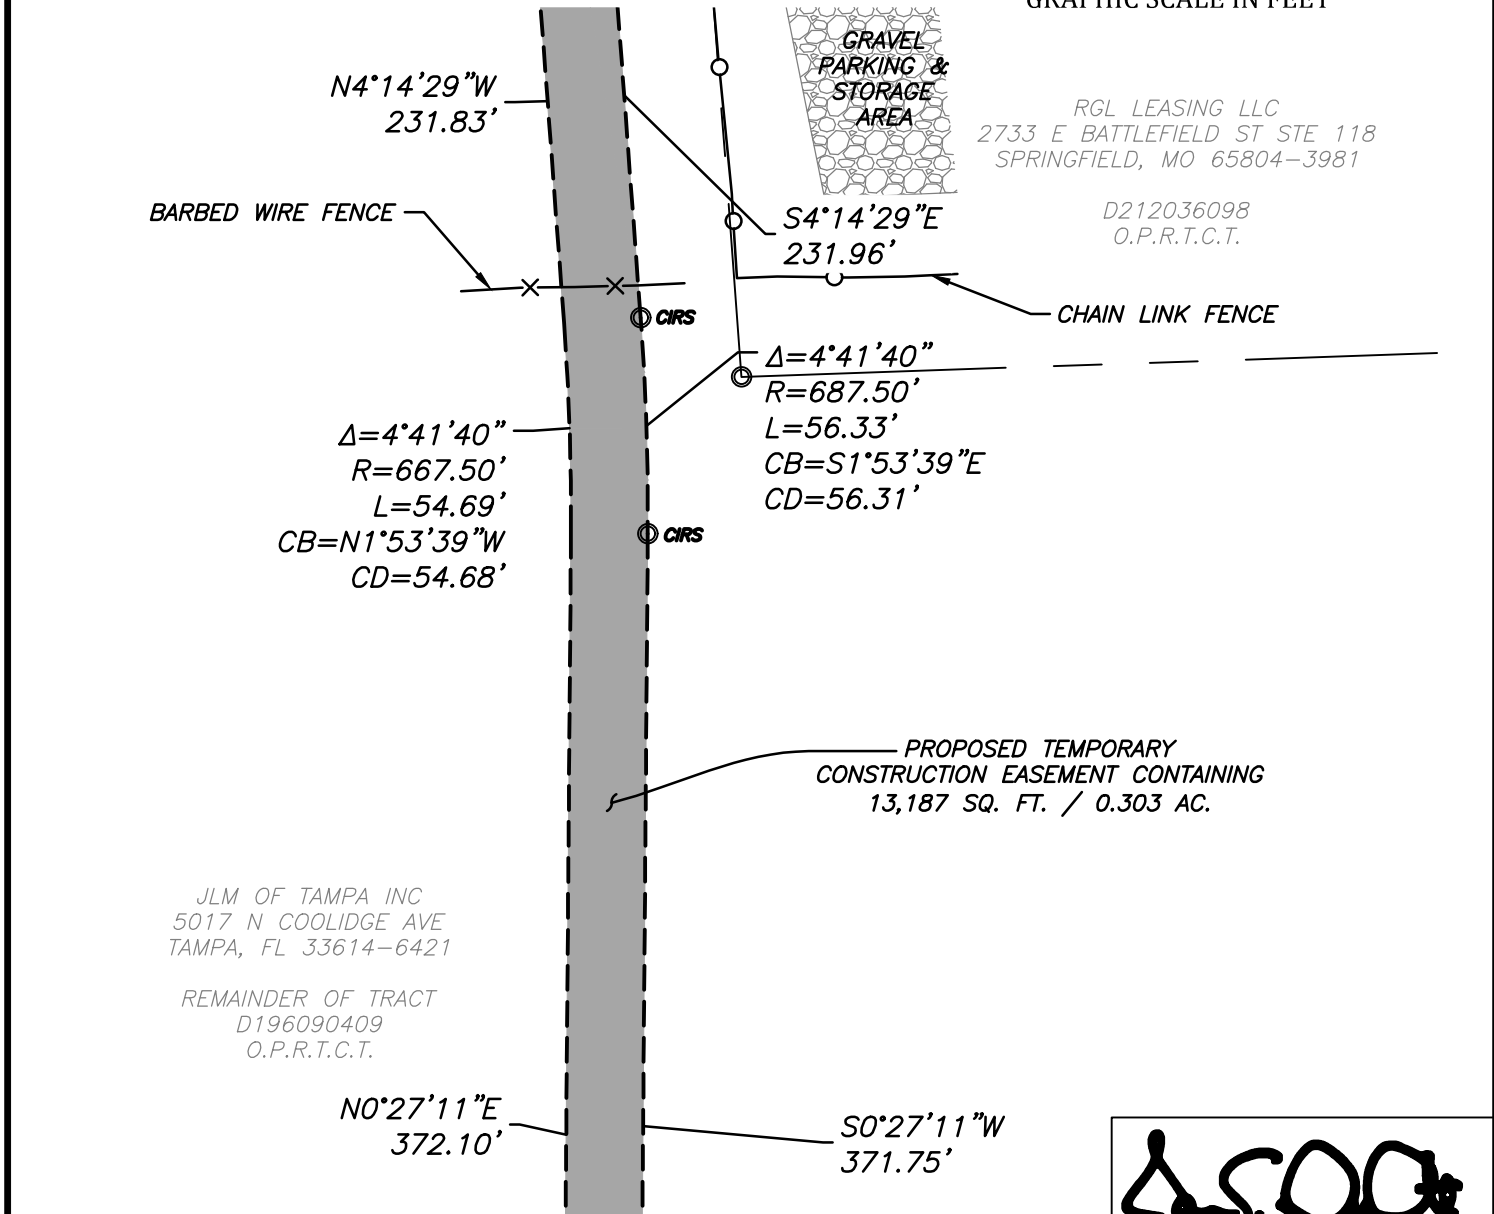 GRAPHIC SCALE IN FEET
GRAVEL
PARKING &
STORAGE
AREA
N4°14'29"W
231.83'
RGL LEASING LLC
2733 E BATTLEFIELD ST STE 118
SPRINGFIELD, MO 65804-3981
D212036098
O.P.R.T.C.T.
BARBED WIRE FENCE
S4°14'29"E
231.96'
CHAIN LINK FENCE
CIRS
Δ=4°41'40"
R=687.50'
L=56.33'
CB=S1°53'39"E
CD=56.31'
Δ=4°41'40"
R=667.50'
L=54.69'
CB=N1°53'39"W
CD=54.68'
CIRS
PROPOSED TEMPORARY
CONSTRUCTION EASEMENT CONTAINING
13,187 SQ. FT. / 0.303 AC.
JLM OF TAMPA INC
5017 N COOLIDGE AVE
TAMPA, FL 33614-6421
REMAINDER OF TRACT
D196090409
O.P.R.T.C.T.
N0°27'11"E
372.10'
S0°27'11"W
371.75'